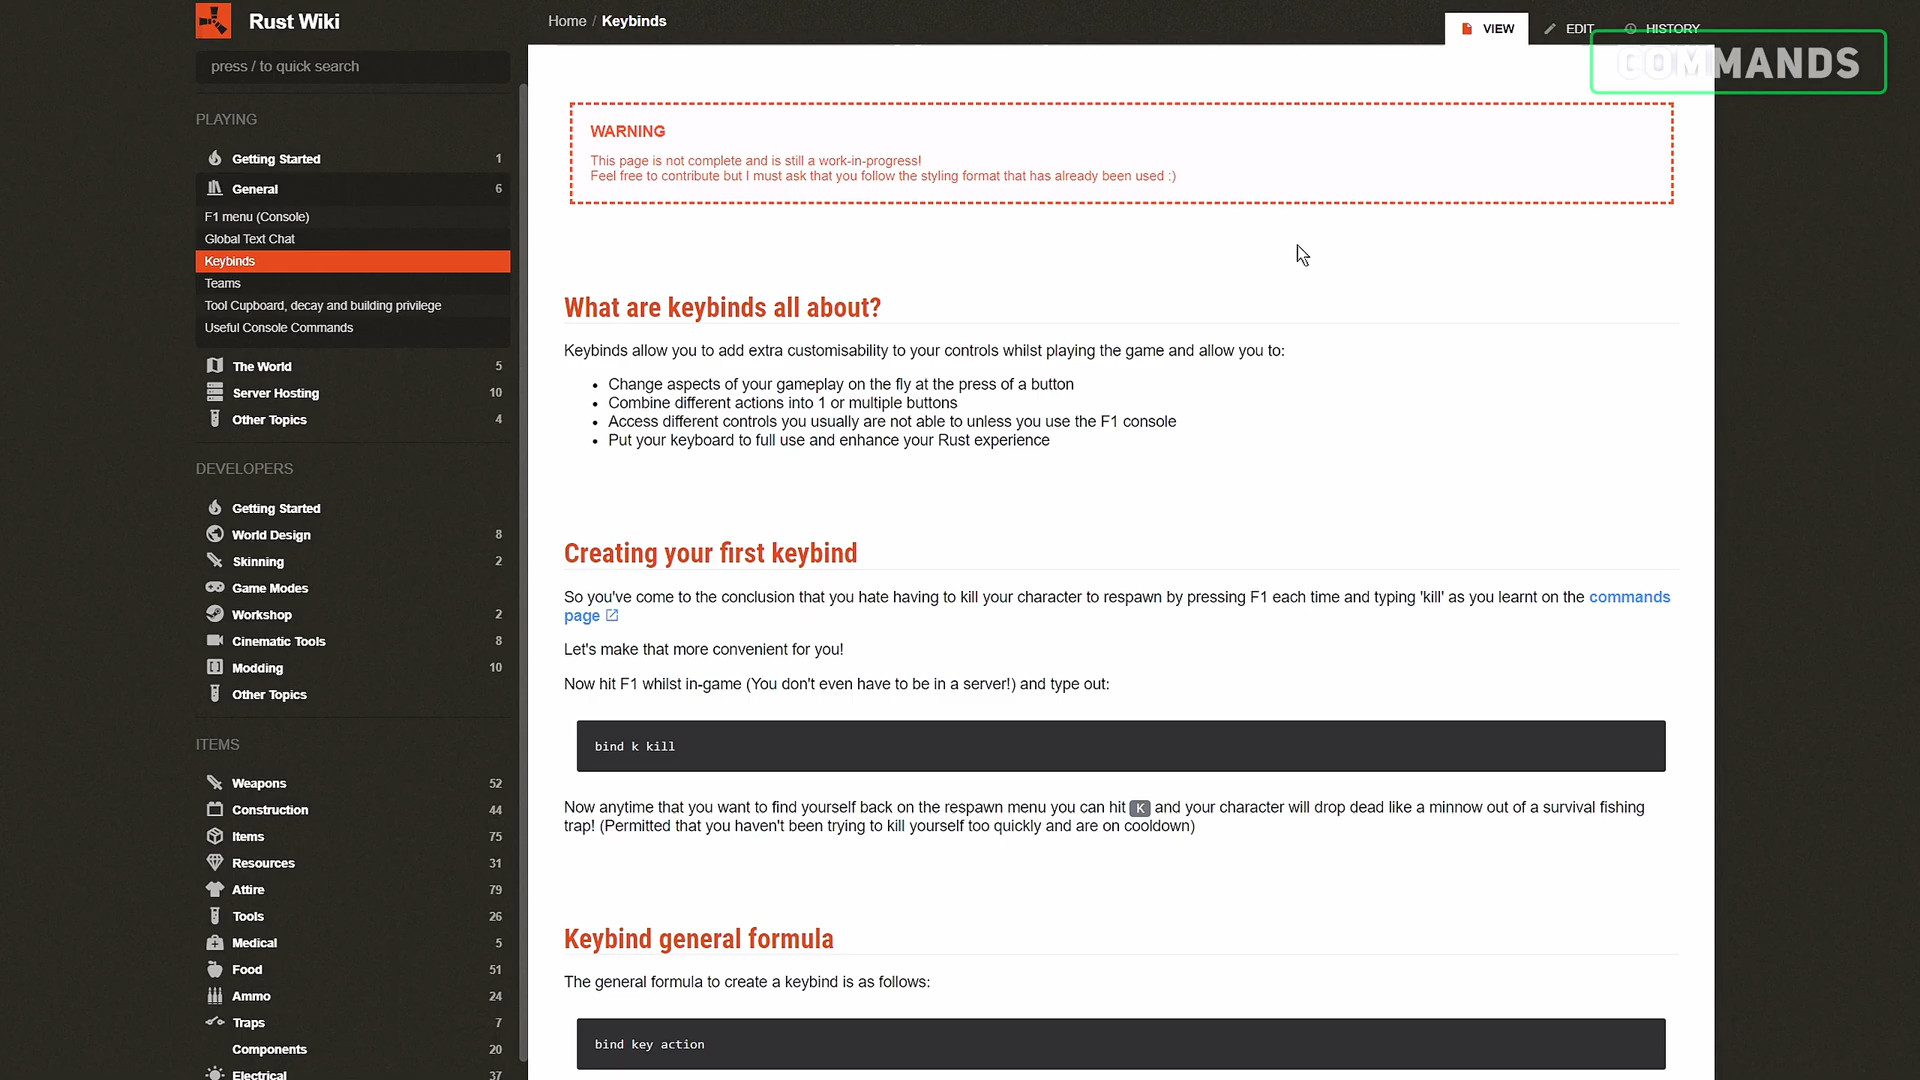 Rust Wiki
Home / Keybinds
VIEW
EDIT
HISTORY
COMMANDS
press / to quick search
PLAYING
Getting Started 1
General 6
F1 menu (Console)
Global Text Chat
Keybinds
Teams
Tool Cupboard, decay and building privilege
Useful Console Commands
The World 5
Server Hosting 10
Other Topics 4
DEVELOPERS
Getting Started
World Design 8
Skinning 2
Game Modes
Workshop 2
Cinematic Tools 8
Modding 10
Other Topics
ITEMS
Weapons 52
Construction 44
Items 75
Resources 31
Attire 79
Tools 26
Medical 5
Food 51
Ammo 24
Traps 7
Components 20
Electrical 37
WARNING
This page is not complete and is still a work-in-progress!
Feel free to contribute but I must ask that you follow the styling format that has already been used :)
What are keybinds all about?
Keybinds allow you to add extra customisability to your controls whilst playing the game and allow you to:
• Change aspects of your gameplay on the fly at the press of a button
• Combine different actions into 1 or multiple buttons
• Access different controls you usually are not able to unless you use the F1 console
• Put your keyboard to full use and enhance your Rust experience
Creating your first keybind
So you've come to the conclusion that you hate having to kill your character to respawn by pressing F1 each time and typing 'kill' as you learnt on the commands
page
Let's make that more convenient for you!
Now hit F1 whilst in-game (You don't even have to be in a server!) and type out:
bind k kill
Now anytime that you want to find yourself back on the respawn menu you can hit K and your character will drop dead like a minnow out of a survival fishing
trap! (Permitted that you haven't been trying to kill yourself too quickly and are on cooldown)
Keybind general formula
The general formula to create a keybind is as follows:
bind key action